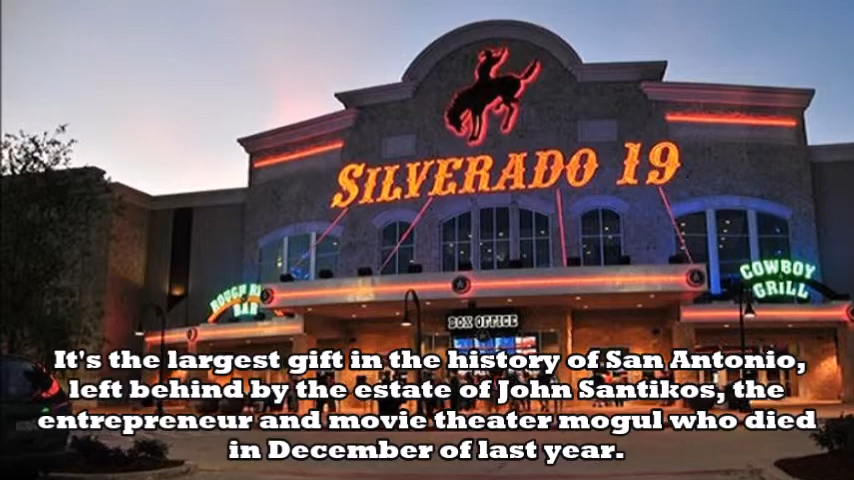 SILVERADO 19
COWBOY
GRILL
ROUGH
BAR
BOX OFFICE
It's the largest gift in the history of San Antonio,
left behind by the estate of John Santikos, the
entrepreneur and movie theater mogul who died
in December of last year.